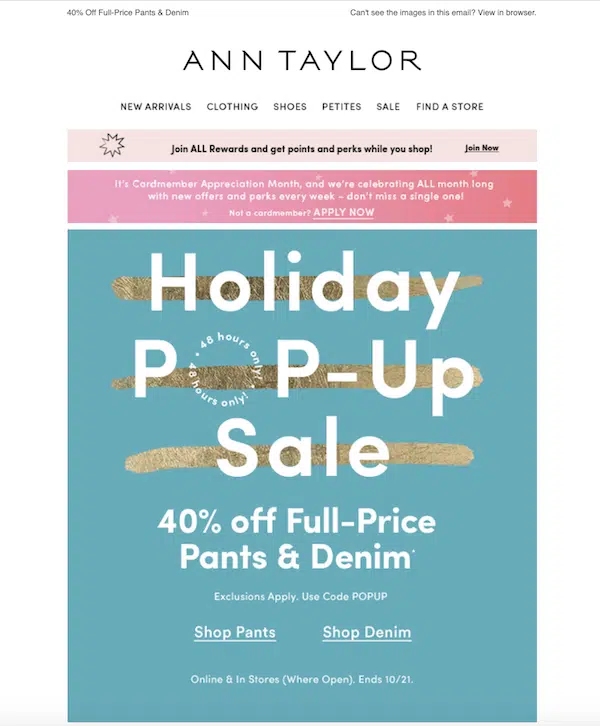 40% Off Full-Price Pants & Denim
Can't see the images in this email? View in browser.
ANN TAYLOR
NEW ARRIVALS CLOTHING SHOES PETITES SALE FIND A STORE
Join ALL Rewards and get points and perks while you shop! Join Now
It's Cardmember Appreciation Month, and we're celebrating ALL month long
with new offers and perks every week – don't miss a single one!
Not a cardmember? APPLY NOW
Holiday
P P-Up
• 48 hours only! • 48 hours only!
Sale
40% off Full-Price
Pants & Denim*
Exclusions Apply. Use Code POPUP
Shop Pants Shop Denim
Online & In Stores (Where Open). Ends 10/21.